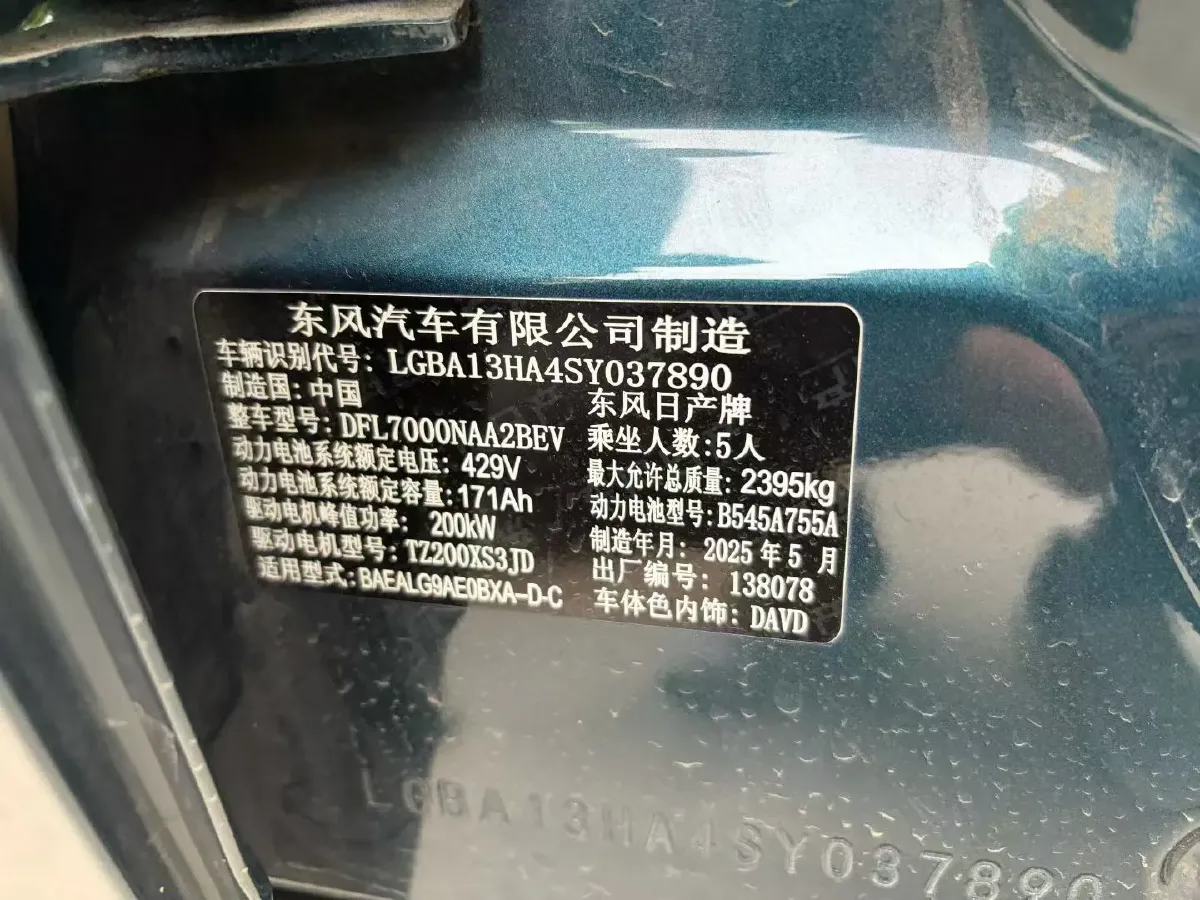 东风汽车有限公司制造
车辆识别代号: LGBA13HA4SY037890
制造国: 中国 东风日产牌
整车型号: DFL7000NAA2BEV 乘坐人数:5人
动力电池系统额定电压: 429V 最大允许总质量: 2395kg
动力电池系统额定容量:171Ah 动力电池型号:B545A755A
驱动电机峰值功率: 200kW 制造年月: 2025年5月
驱动电机型号: TZ200XS3JD 出厂编号: 138078
适用型式:BAEALG9AE0BXA-D-C 车体色内饰: DAVD
LGBA13HA4SY037890